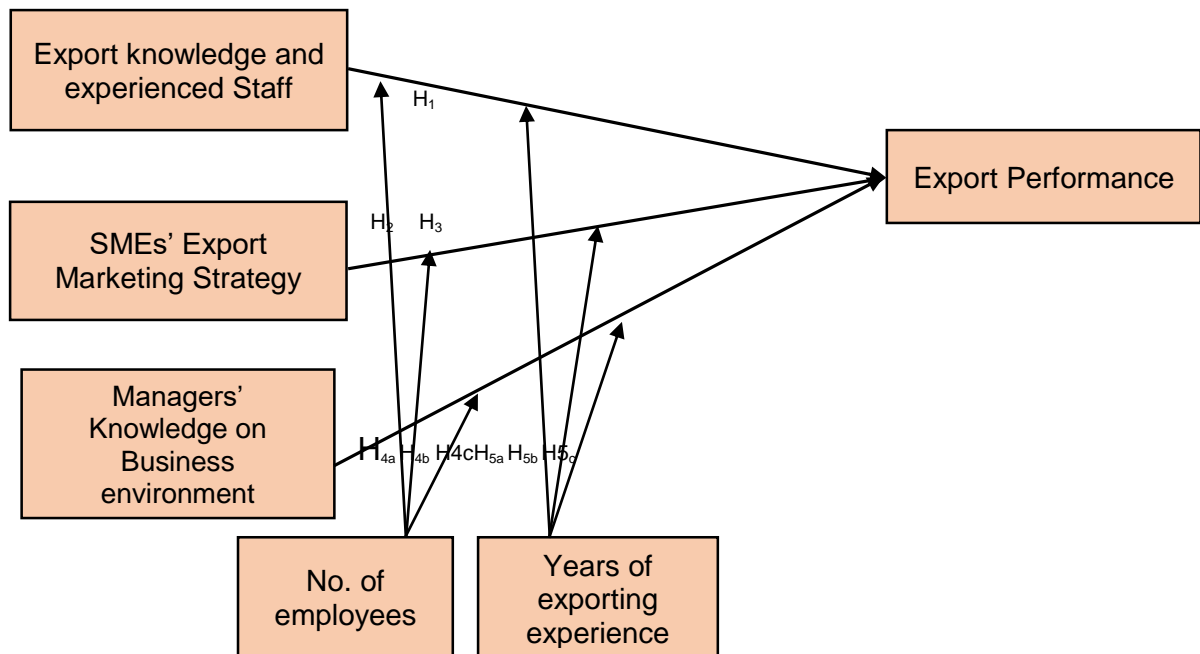 Export knowledge and
experienced Staff
H₁
Export Performance
SMEs’ Export
Marketing Strategy
H₂ H₃
Managers’
Knowledge on
Business
environment
H₄ₐ H₄b H4cH₅ₐ H₅b H5c
No. of
employees
Years of
exporting
experience